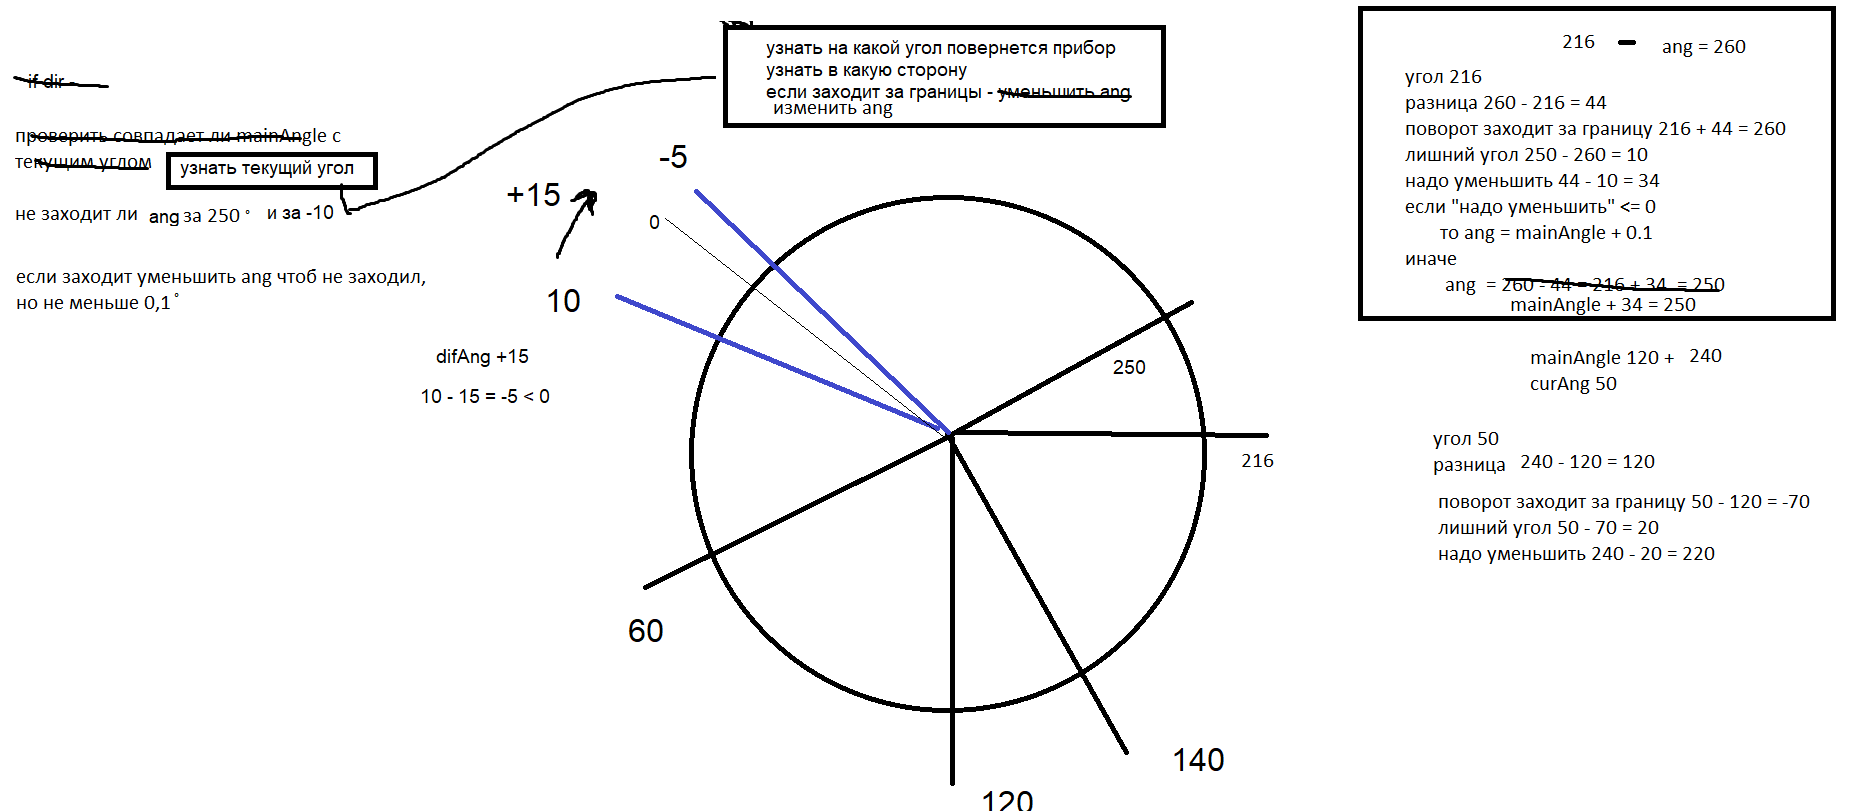 if dir -
проверить совпадает ли mainAngle с
текущим углом
узнать текущий угол
не заходит ли ang за 250 ° и за -10
если заходит уменьшить ang чтоб не заходил,
но не меньше 0,1°
узнать на какой угол повернется прибор
узнать в какую сторону
если заходит за границы - уменьшить ang
изменить ang
-5
+15
0
10
difAng +15
10 - 15 = -5 < 0
250
216
60
140
120
216 - ang = 260
угол 216
разница 260 - 216 = 44
поворот заходит за границу 216 + 44 = 260
лишний угол 250 - 260 = 10
надо уменьшить 44 - 10 = 34
если "надо уменьшить" <= 0
то ang = mainAngle + 0.1
иначе
ang = 260 - 44 = 216 + 34 = 250
mainAngle + 34 = 250
mainAngle 120 + 240
curAng 50
угол 50
разница 240 - 120 = 120
поворот заходит за границу 50 - 120 = -70
лишний угол 50 - 70 = 20
надо уменьшить 240 - 20 = 220